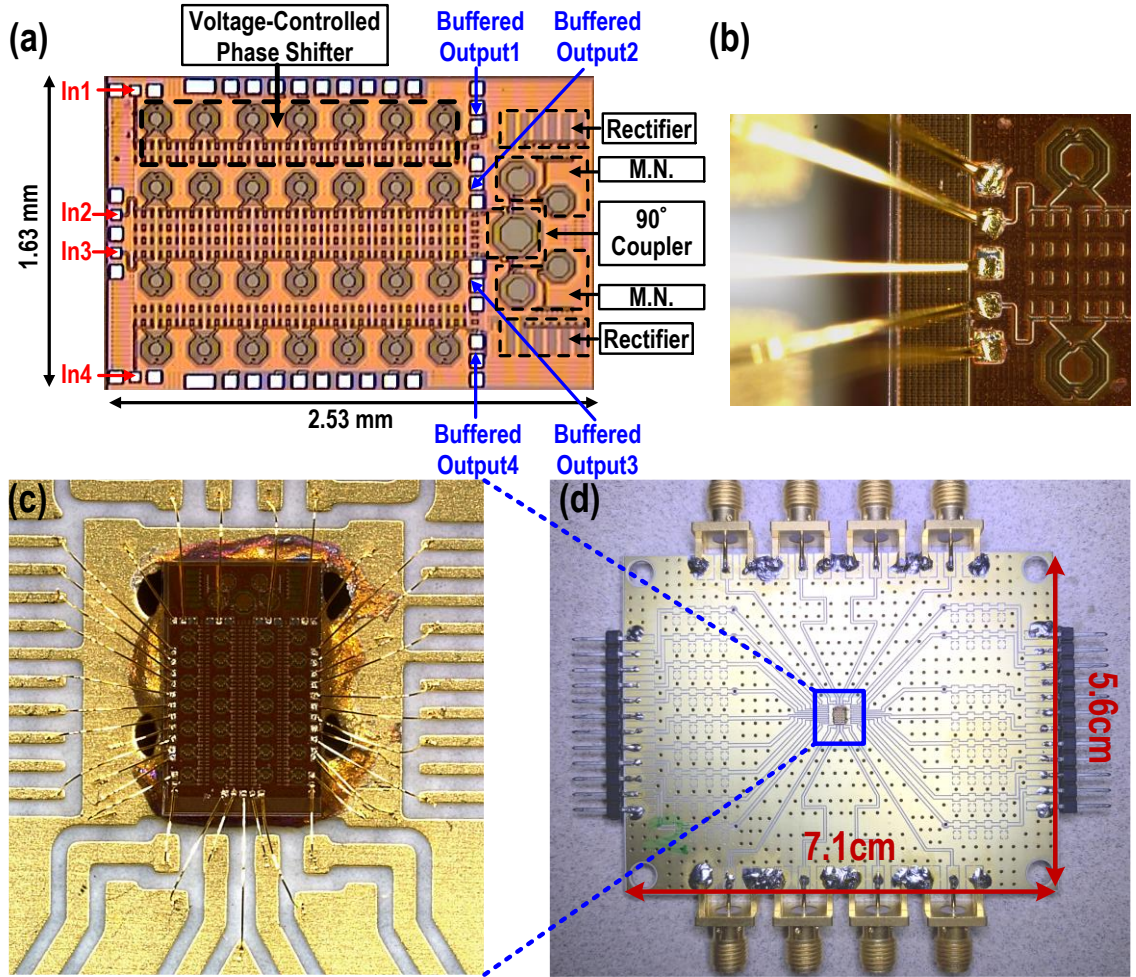 (a)
Voltage-Controlled
Phase Shifter
Buffered
Output1
Buffered
Output2
(b)
In1
In2
In3
In4
1.63 mm
2.53 mm
Rectifier
M.N.
90°
Coupler
M.N.
Rectifier
Buffered
Output4
Buffered
Output3
(c)
(d)
5.6cm
7.1cm